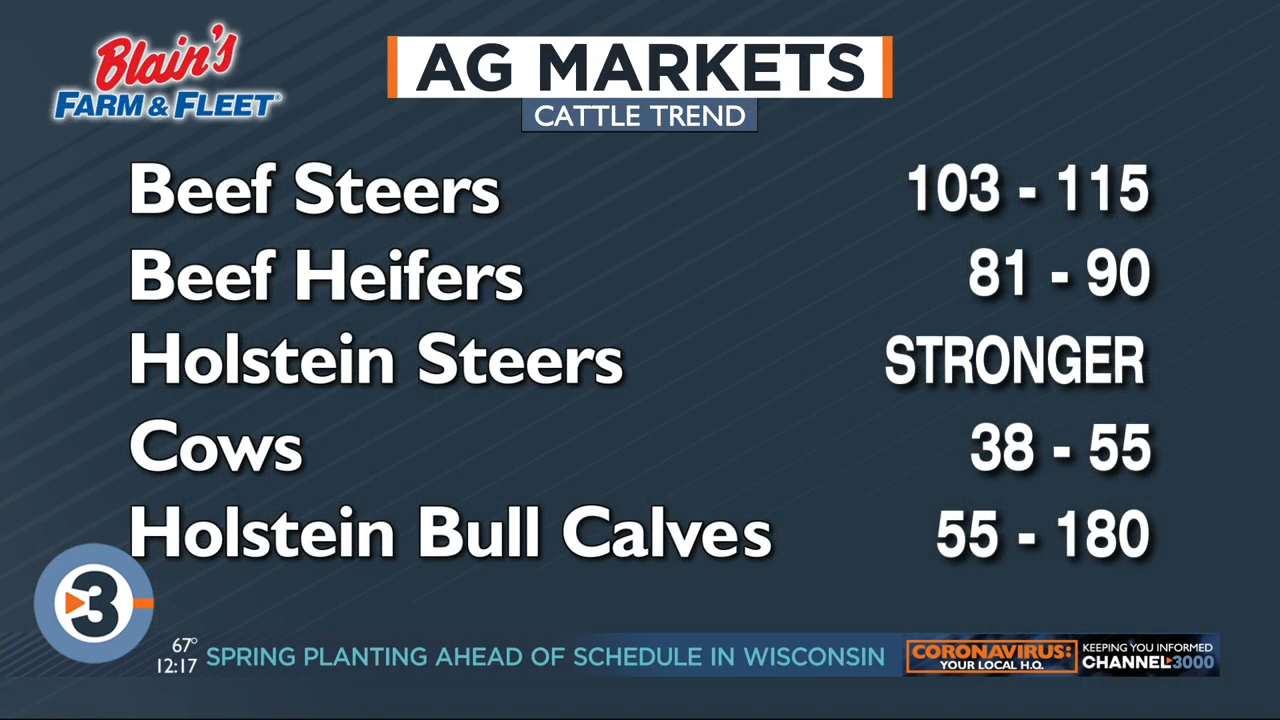 Blain's
FARM & FLEET
AG MARKETS
CATTLE TREND
Beef Steers 103 - 115
Beef Heifers 81 - 90
Holstein Steers STRONGER
Cows 38 - 55
Holstein Bull Calves 55 - 180
3
67°
12:17
SPRING PLANTING AHEAD OF SCHEDULE IN WISCONSIN
CORONAVIRUS:
YOUR LOCAL H.Q.
KEEPING YOU INFORMED
CHANNEL3000